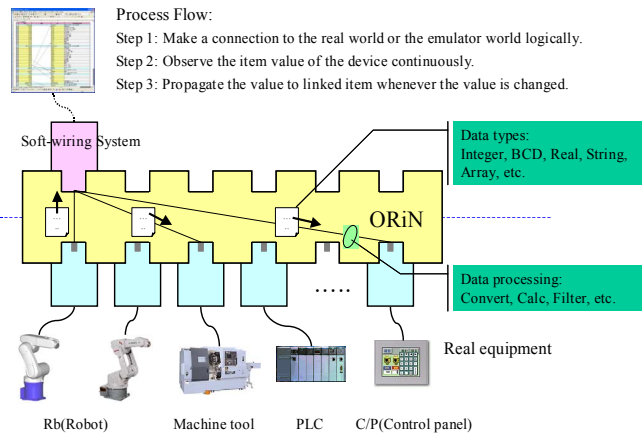 Process Flow:
Step 1: Make a connection to the real world or the emulator world logically.
Step 2: Observe the item value of the device continuously.
Step 3: Propagate the value to linked item whenever the value is changed.
Soft-wiring System
Data types:
Integer, BCD, Real, String,
Array, etc.
ORiN
Data processing:
Convert, Calc, Filter, etc.
.....
Real equipment
Rb(Robot)
Machine tool
PLC
C/P(Control panel)